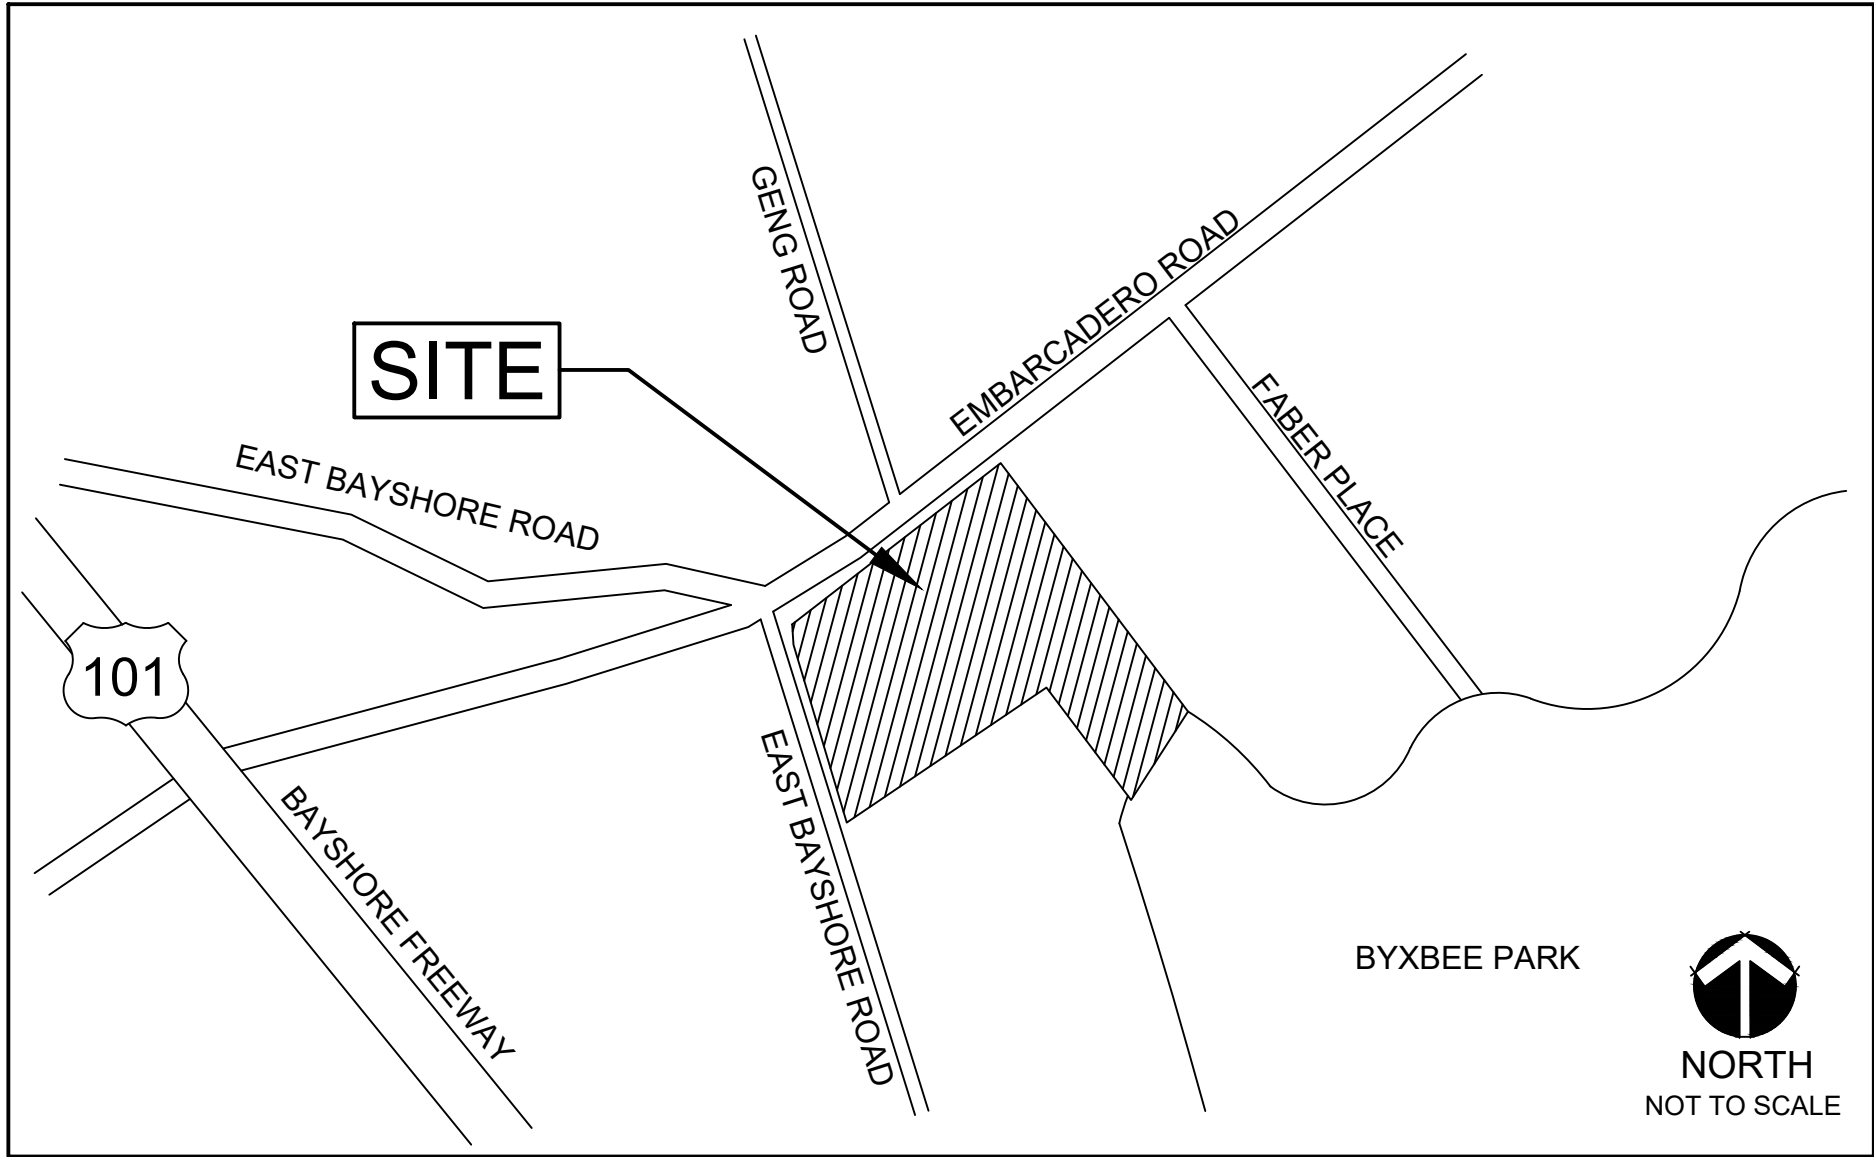 GENG ROAD
EMBARCADERO ROAD
SITE
FABER PLACE
EAST BAYSHORE ROAD
101
EAST BAYSHORE ROAD
BAYSHORE FREEWAY
BYXBEE PARK
NORTH
NOT TO SCALE